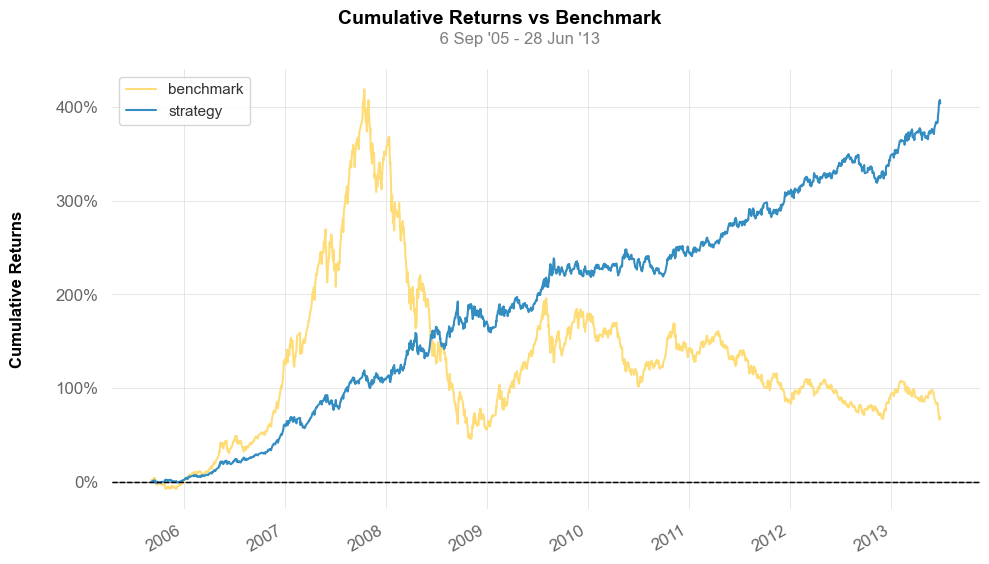 Cumulative Returns vs Benchmark
6 Sep '05 - 28 Jun '13
benchmark
strategy
Cumulative Returns
400%
300%
200%
100%
0%
2006
2007
2008
2009
2010
2011
2012
2013